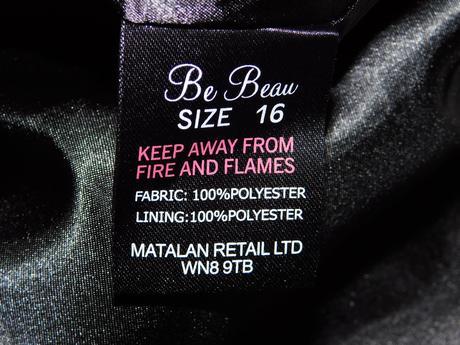 Be Beau
SIZE 16
KEEP AWAY FROM
FIRE AND FLAMES
FABRIC: 100%POLYESTER
LINING:100%POLYESTER
MATALAN RETAIL LTD
WN8 9TB